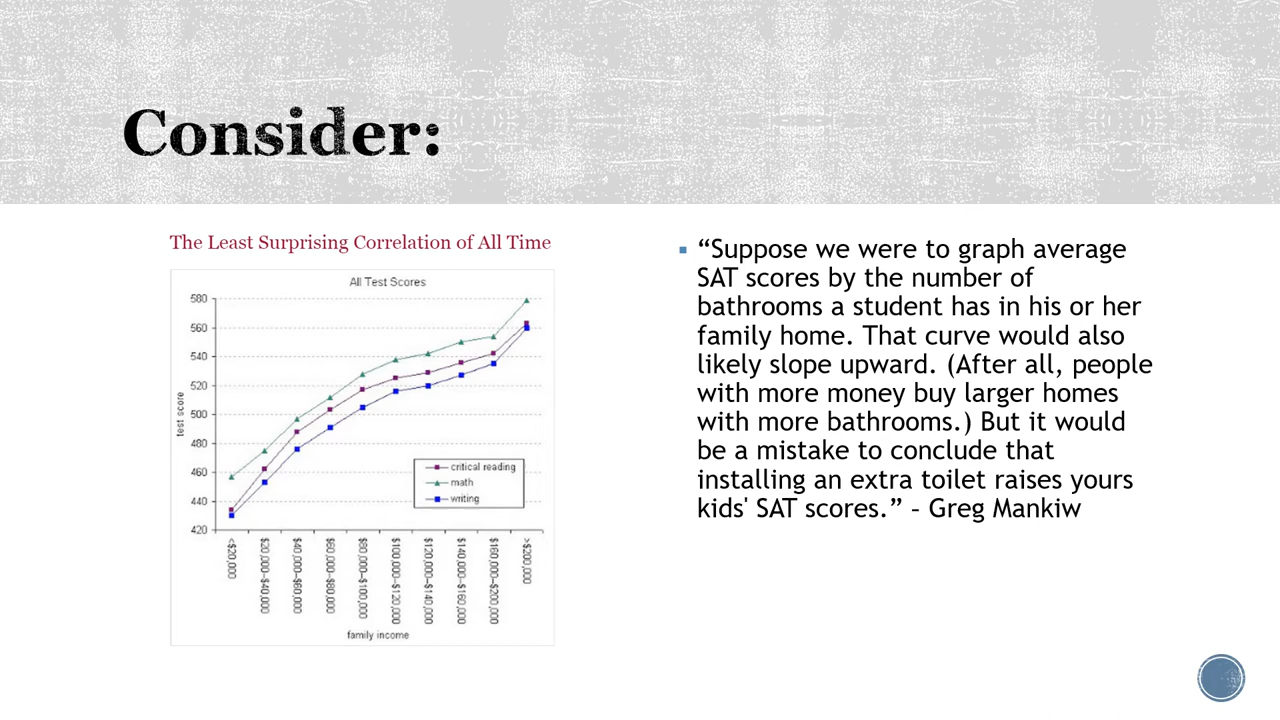 Consider:
The Least Surprising Correlation of All Time
All Test Scores
580
560
540
520
500
480
460
440
420
test score
critical reading
math
writing
<$20,000
$20,000–$40,000
$40,000–$60,000
$60,000–$80,000
$80,000–$100,000
$100,000–$120,000
$120,000–$140,000
$140,000–$160,000
$160,000–$200,000
>$200,000
family income
“Suppose we were to graph average
SAT scores by the number of
bathrooms a student has in his or her
family home. That curve would also
likely slope upward. (After all, people
with more money buy larger homes
with more bathrooms.) But it would
be a mistake to conclude that
installing an extra toilet raises yours
kids' SAT scores.” – Greg Mankiw